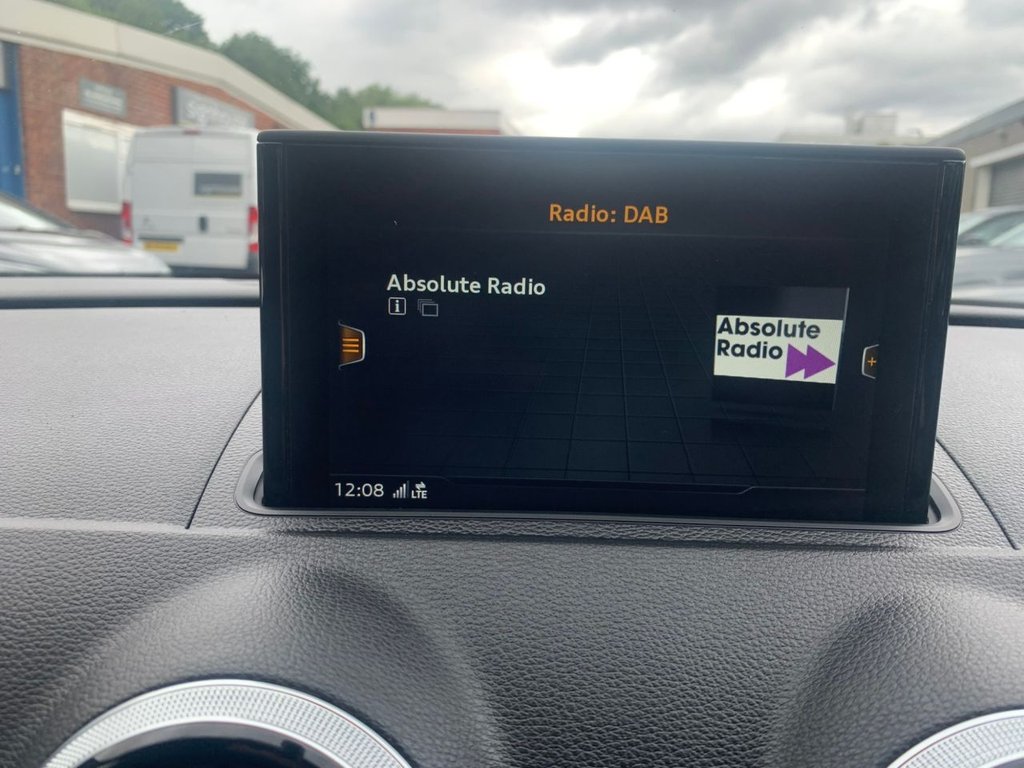 Radio: DAB
Absolute Radio
Absolute
Radio
12:08 LTE